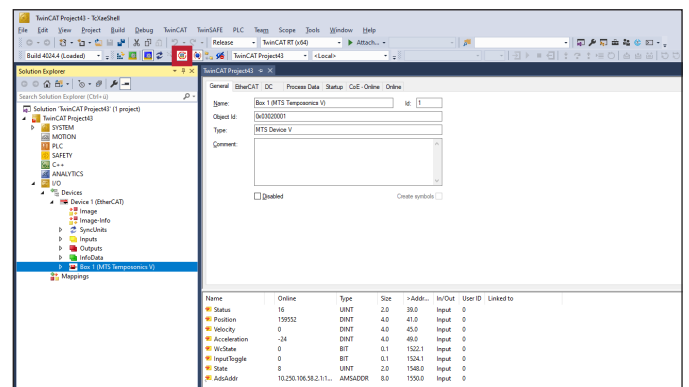 TwinCAT Project43 - TcXaeShell
File Edit View Project Build Debug TwinCAT TwinSAFE PLC Team Scope Tools Window Help
Release TwinCAT RT (x64) Attach...
Build 4024.4 (Loaded) TwinCAT Project43 <Local>
Solution Explorer
Search Solution Explorer (Ctrl+ü)
Solution 'TwinCAT Project43' (1 project)
TwinCAT Project43
SYSTEM
MOTION
PLC
SAFETY
C++
ANALYTICS
I/O
Devices
Device 1 (EtherCAT)
Image
Image-Info
SyncUnits
Inputs
Outputs
InfoData
Box 1 (MTS Temposonics V)
Mappings
TwinCAT Project43
General EtherCAT DC Process Data Startup CoE - Online Online
Name: Box 1 (MTS Temposonics V) Id: 1
Object Id: 0x03020001
Type: MTS Device V
Comment:
Disabled Create symbols
Name Online Type Size >Addr... In/Out User ID Linked to
Status 16 UINT 2.0 39.0 Input 0
Position 159552 DINT 4.0 41.0 Input 0
Velocity 0 DINT 4.0 45.0 Input 0
Acceleration -24 DINT 4.0 49.0 Input 0
WcState 0 BIT 0.1 1522.1 Input 0
InputToggle 0 BIT 0.1 1524.1 Input 0
State 8 UINT 2.0 1548.0 Input 0
AdsAddr 10.250.106.58.2.1:1... AMSADDR 8.0 1550.0 Input 0